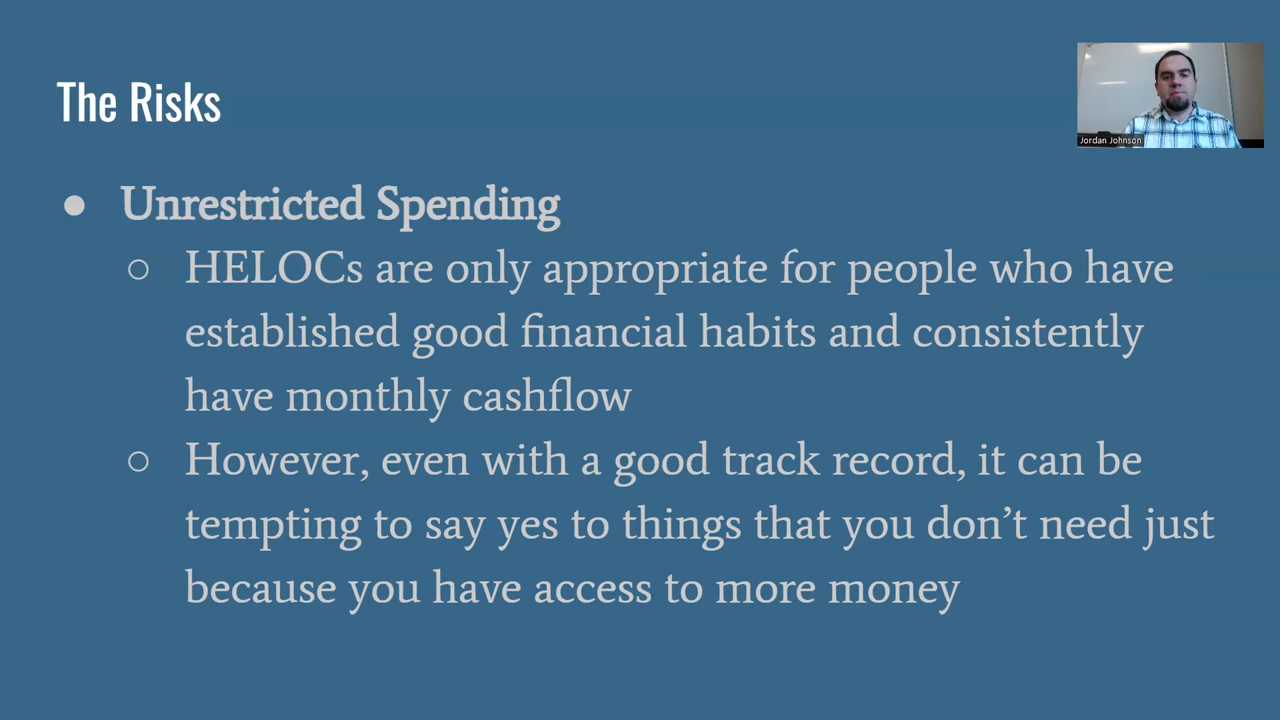 The Risks
Jordan Johnson
● Unrestricted Spending
○ HELOCs are only appropriate for people who have
established good financial habits and consistently
have monthly cashflow
○ However, even with a good track record, it can be
tempting to say yes to things that you don’t need just
because you have access to more money